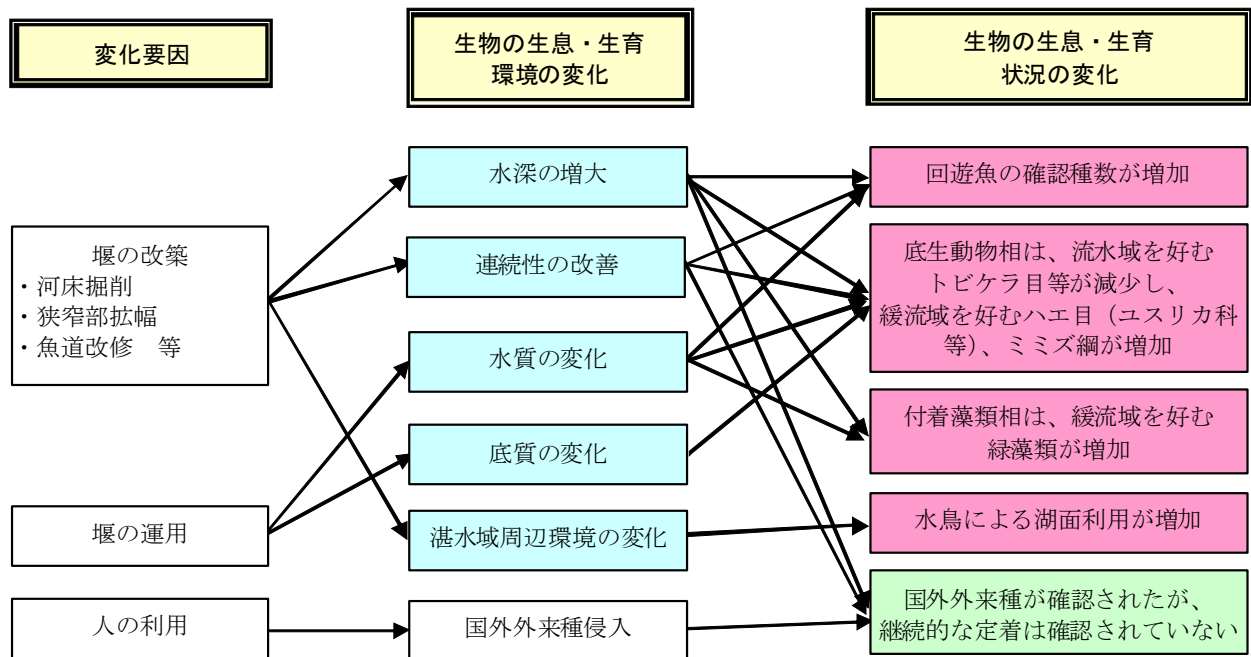 変化要因
生物の生息・生育
環境の変化
生物の生息・生育
状況の変化
堰の改築
・河床掘削
・狭窄部拡幅
・魚道改修　等
堰の運用
人の利用
水深の増大
連続性の改善
水質の変化
底質の変化
湛水域周辺環境の変化
国外外来種侵入
回遊魚の確認種数が増加
底生動物相は、流水域を好む
トビケラ目等が減少し、
緩流域を好むハエ目（ユスリカ科
等）、ミミズ綱が増加
付着藻類相は、緩流域を好む
緑藻類が増加
水鳥による湖面利用が増加
国外外来種が確認されたが、
継続的な定着は確認されていない